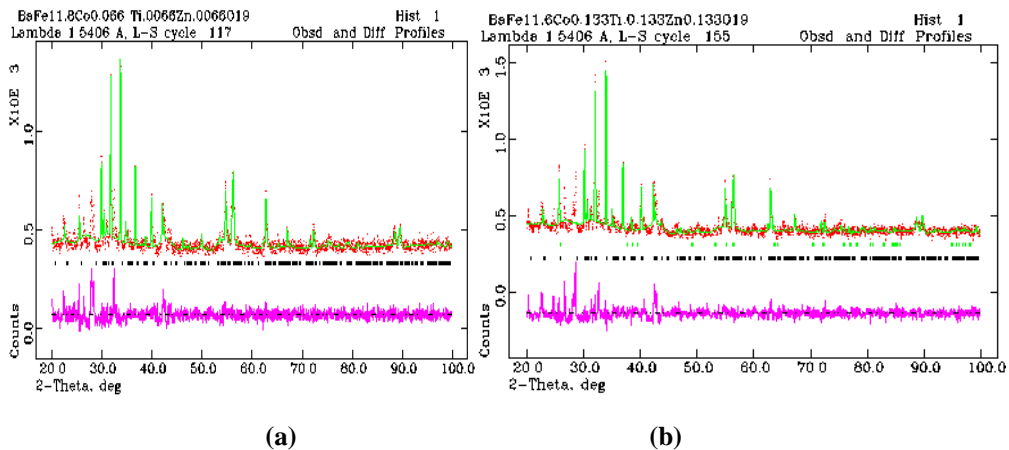 BaFe11.8Co0.066 Ti.0066Zn.0066019 Hist 1
Lambda 1.5406 A, L-S cycle 117 Obsd and Diff Profiles
X10E 3
1.0
0.5
0.0
Counts
20.0 30.0 40.0 50.0 60.0 70.0 80.0 90.0 100.0
2-Theta, deg
(a)
BaFe11.6Co0.133Ti.0.133Zn0.133019 Hist 1
Lambda 1.5406 A, L-S cycle 155 Obsd and Diff Profiles
X10E 3
1.5
1.0
0.5
0.0
Counts
20.0 30.0 40.0 50.0 60.0 70.0 80.0 90.0 100.0
2-Theta, deg
(b)